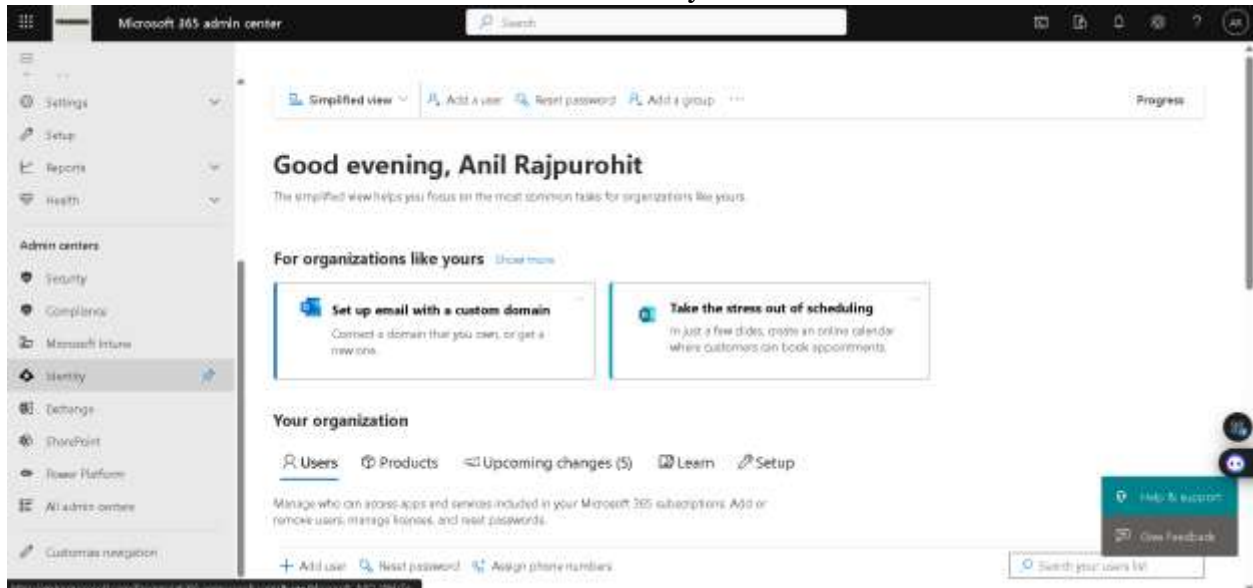 Microsoft 365 admin center
Search
Settings
Setup
Reports
Health
Admin centers
Security
Compliance
Microsoft Intune
Identity
Exchange
SharePoint
Power Platform
All admin centers
Customize navigation
Simplified view
Add a user
Reset password
Add a group
Progress
Good evening, Anil Rajpurohit
The simplified view helps you focus on the most common tasks for organizations like yours.
For organizations like yours Show more
Set up email with a custom domain
Connect a domain that you own, or get a
new one.
Take the stress out of scheduling
In just a few clicks, create an online calendar
where customers can book appointments.
Your organization
Users Products Upcoming changes (5) Learn Setup
Manage who can access apps and services included in your Microsoft 365 subscriptions. Add or
remove users, manage licenses, and reset passwords.
Add user Reset password Assign phone numbers
Search your users list
Help & support
Give Feedback